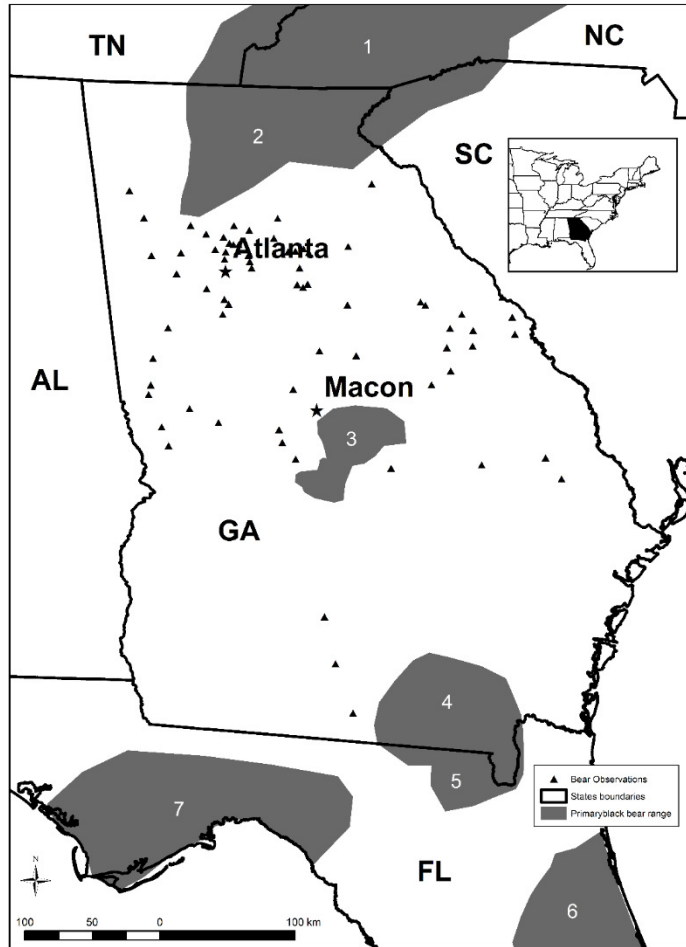 TN
1
NC
2
SC
Atlanta
AL
Macon
3
GA
4
5
Bear Observations
States boundaries
Primaryblack bear range
7
FL
6
N
100 50 0 100 km